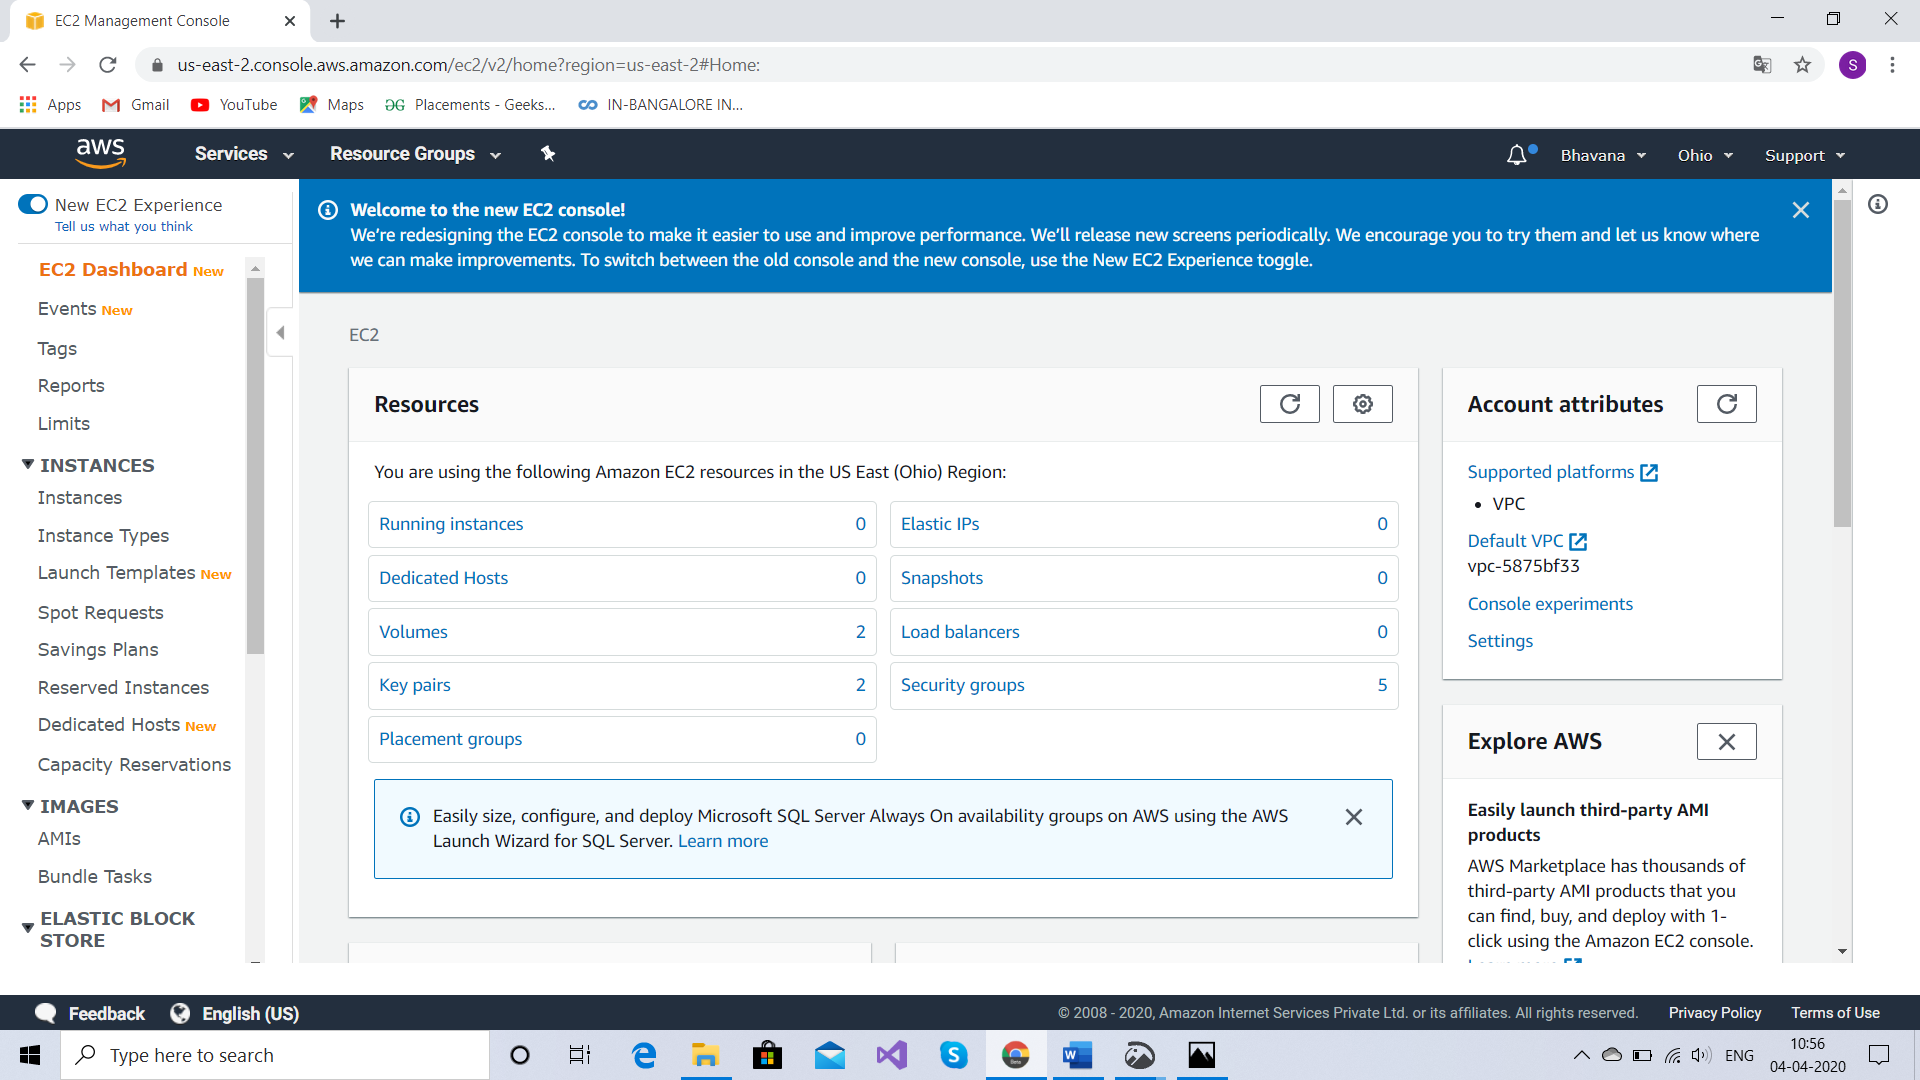 EC2 Management Console
us-east-2.console.aws.amazon.com/ec2/v2/home?region=us-east-2#Home:
S
Apps
Gmail
YouTube
Maps
Placements - Geeks...
IN-BANGALORE IN...
aws
Services
Resource Groups
Bhavana
Ohio
Support
New EC2 Experience
Tell us what you think
EC2 Dashboard New
Events New
Tags
Reports
Limits
INSTANCES
Instances
Instance Types
Launch Templates New
Spot Requests
Savings Plans
Reserved Instances
Dedicated Hosts New
Capacity Reservations
IMAGES
AMIs
Bundle Tasks
ELASTIC BLOCK
STORE
Welcome to the new EC2 console!
We're redesigning the EC2 console to make it easier to use and improve performance. We'll release new screens periodically. We encourage you to try them and let us know where
we can make improvements. To switch between the old console and the new console, use the New EC2 Experience toggle.
EC2
Resources
You are using the following Amazon EC2 resources in the US East (Ohio) Region:
Running instances 0
Elastic IPs 0
Dedicated Hosts 0
Snapshots 0
Volumes 2
Load balancers 0
Key pairs 2
Security groups 5
Placement groups 0
Easily size, configure, and deploy Microsoft SQL Server Always On availability groups on AWS using the AWS
Launch Wizard for SQL Server. Learn more
Account attributes
Supported platforms
• VPC
Default VPC
vpc-5875bf33
Console experiments
Settings
Explore AWS
Easily launch third-party AMI
products
AWS Marketplace has thousands of
third-party AMI products that you
can find, buy, and deploy with 1-
click using the Amazon EC2 console.
Feedback
English (US)
© 2008 - 2020, Amazon Internet Services Private Ltd. or its affiliates. All rights reserved.
Privacy Policy
Terms of Use
Type here to search
ENG
10:56
04-04-2020